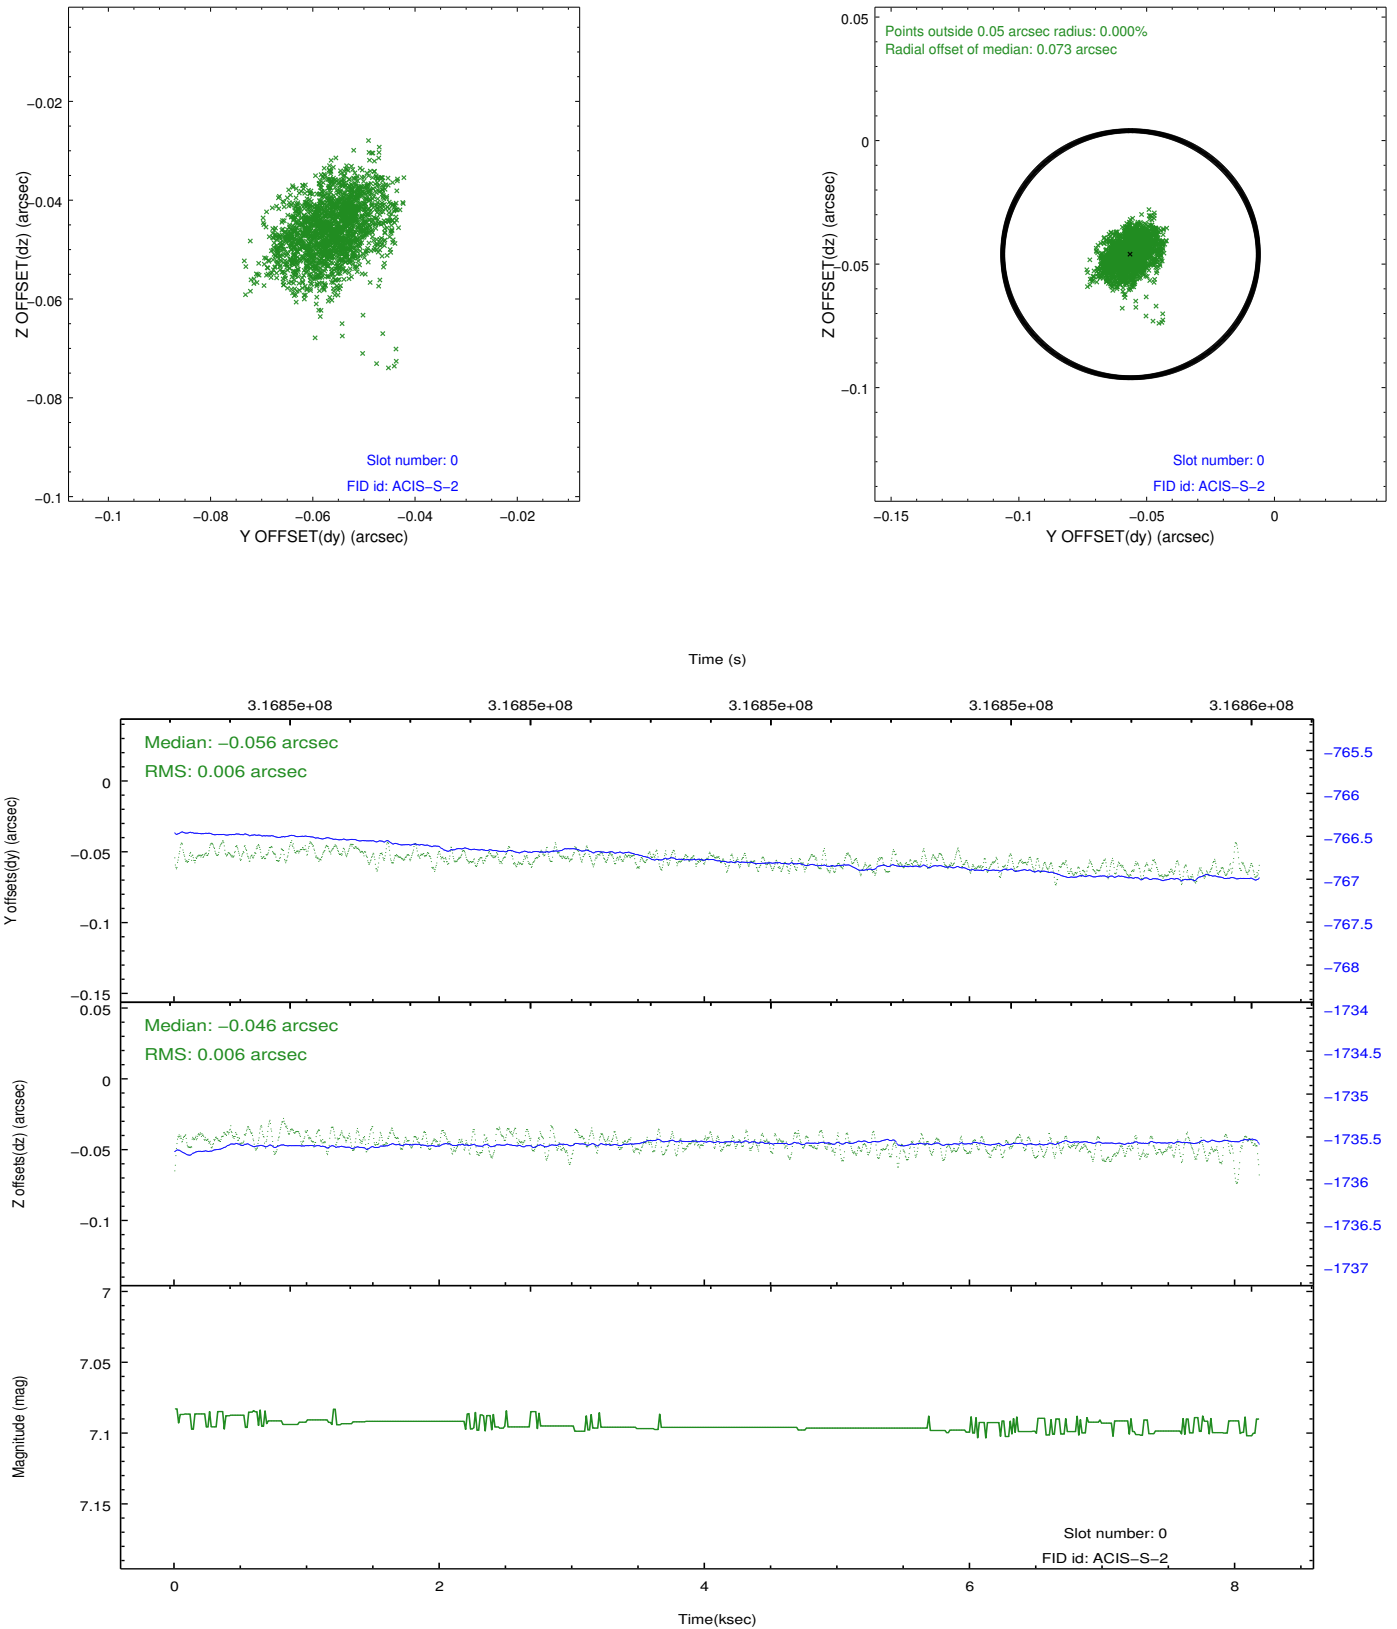 −0.02
−0.04
−0.06
−0.08
−0.1
Z OFFSET(dz) (arcsec)
Slot number: 0
FID id: ACIS−S−2
−0.1
−0.08
−0.06
−0.04
−0.02
Y OFFSET(dy) (arcsec)
0.05
0
−0.05
−0.1
Z OFFSET(dz) (arcsec)
Points outside 0.05 arcsec radius: 0.000%
Radial offset of median: 0.073 arcsec
Slot number: 0
FID id: ACIS−S−2
−0.15
−0.1
−0.05
0
Y OFFSET(dy) (arcsec)
Time (s)
3.1685e+08
3.1685e+08
3.1685e+08
3.1685e+08
3.1686e+08
Median: −0.056 arcsec
RMS: 0.006 arcsec
0
−0.05
−0.1
−0.15
Y offsets(dy) (arcsec)
−765.5
−766
−766.5
−767
−767.5
−768
Median: −0.046 arcsec
RMS: 0.006 arcsec
0.05
0
−0.05
−0.1
Z offsets(dz) (arcsec)
−1734
−1734.5
−1735
−1735.5
−1736
−1736.5
−1737
7
7.05
7.1
7.15
Magnitude (mag)
Slot number: 0
FID id: ACIS−S−2
0
2
4
6
8
Time(ksec)